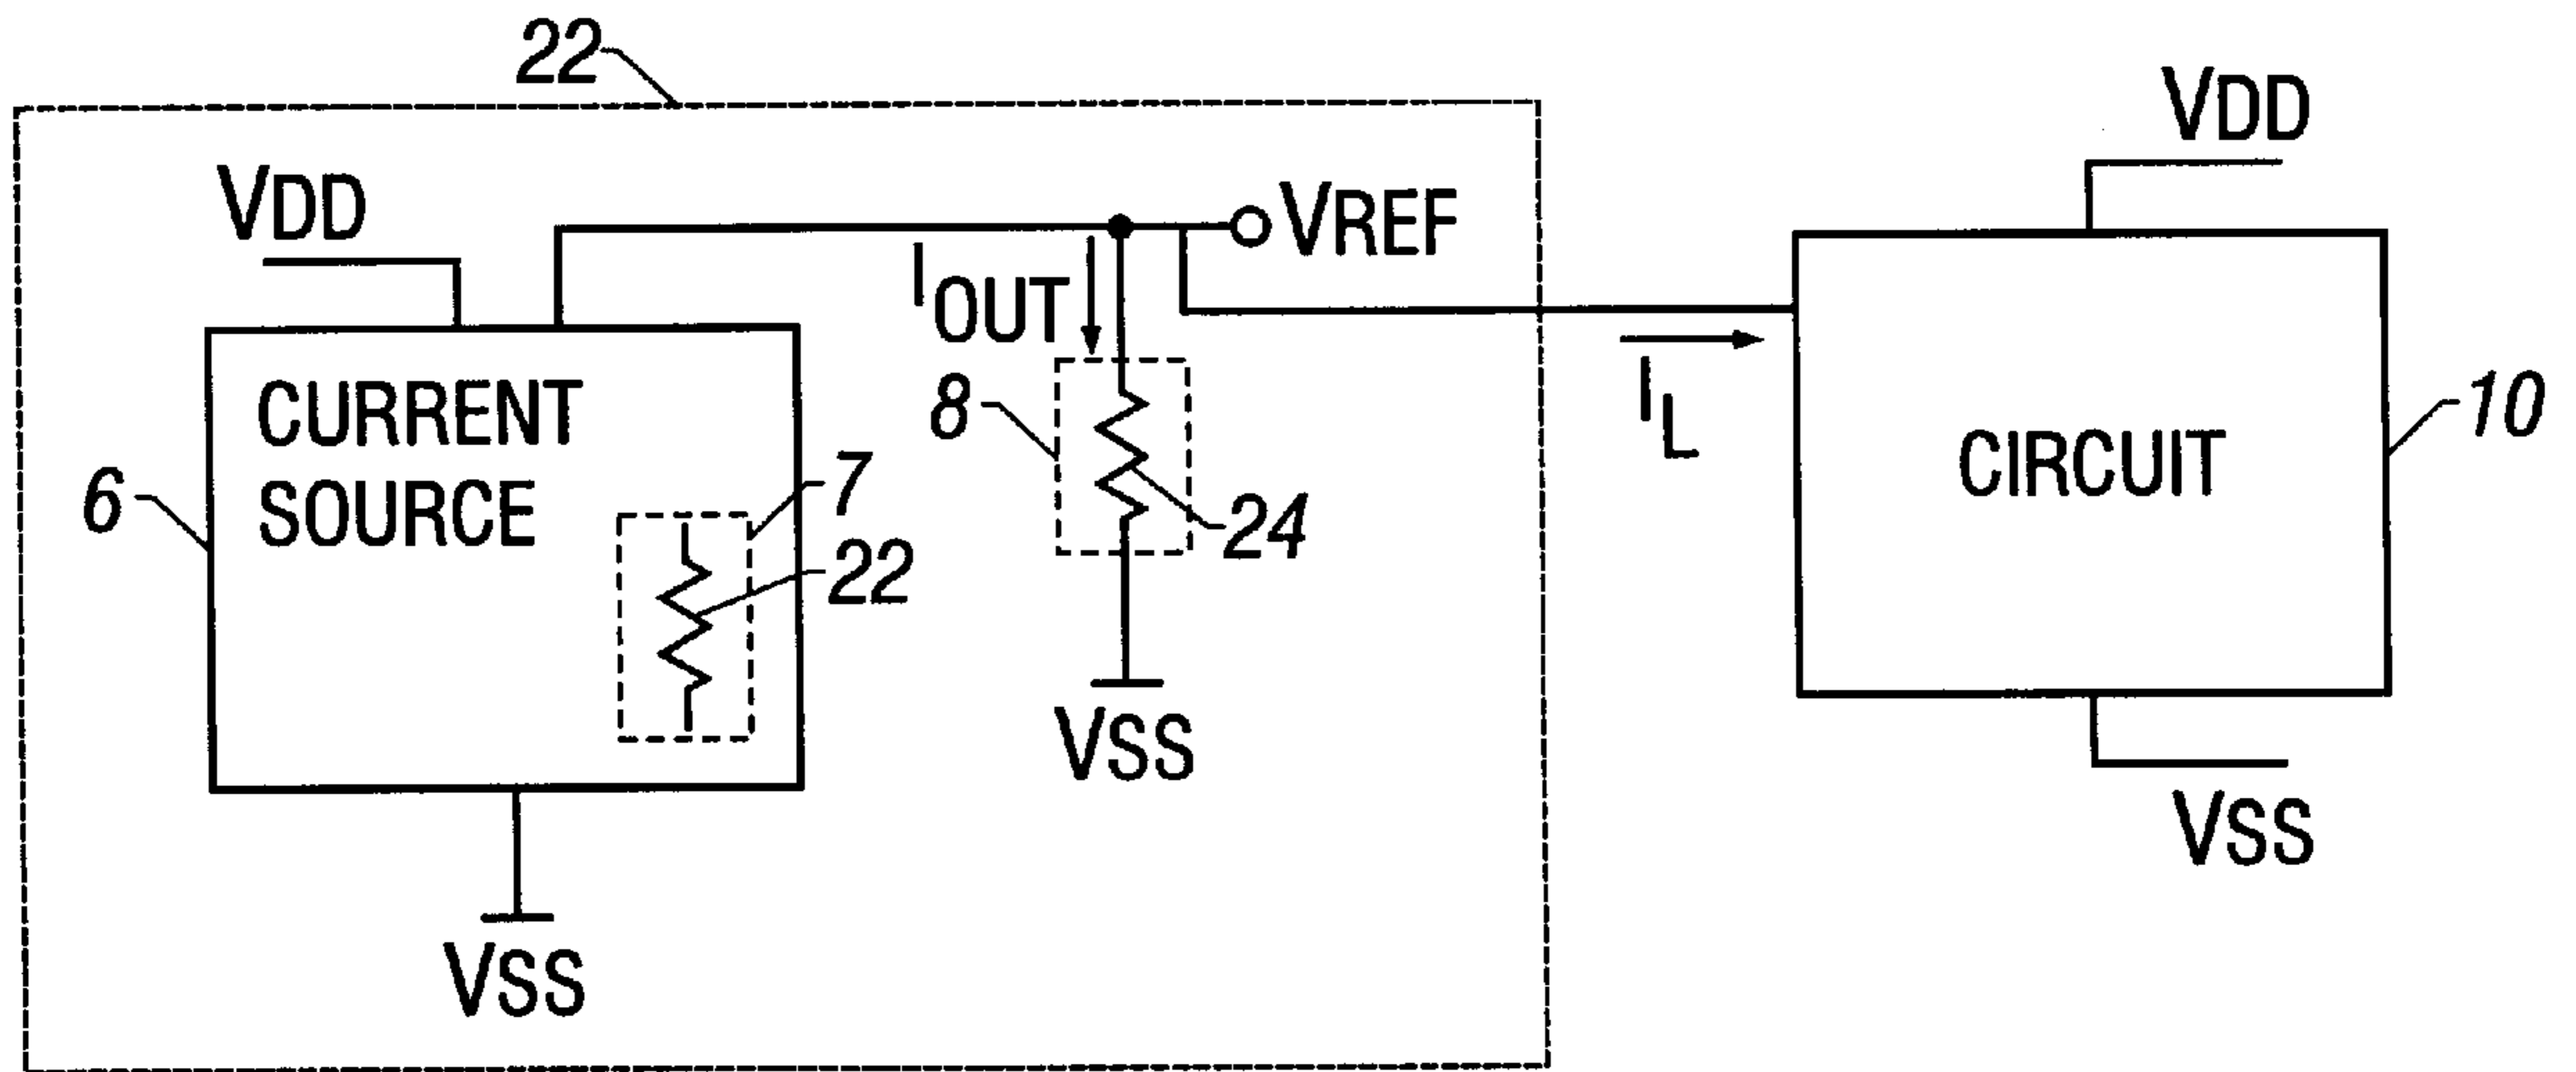 22
VDD
VDD
VREF
IOUT
IL
CURRENT
SOURCE
6
7
22
8
24
CIRCUIT
10
VSS
VSS
VSS